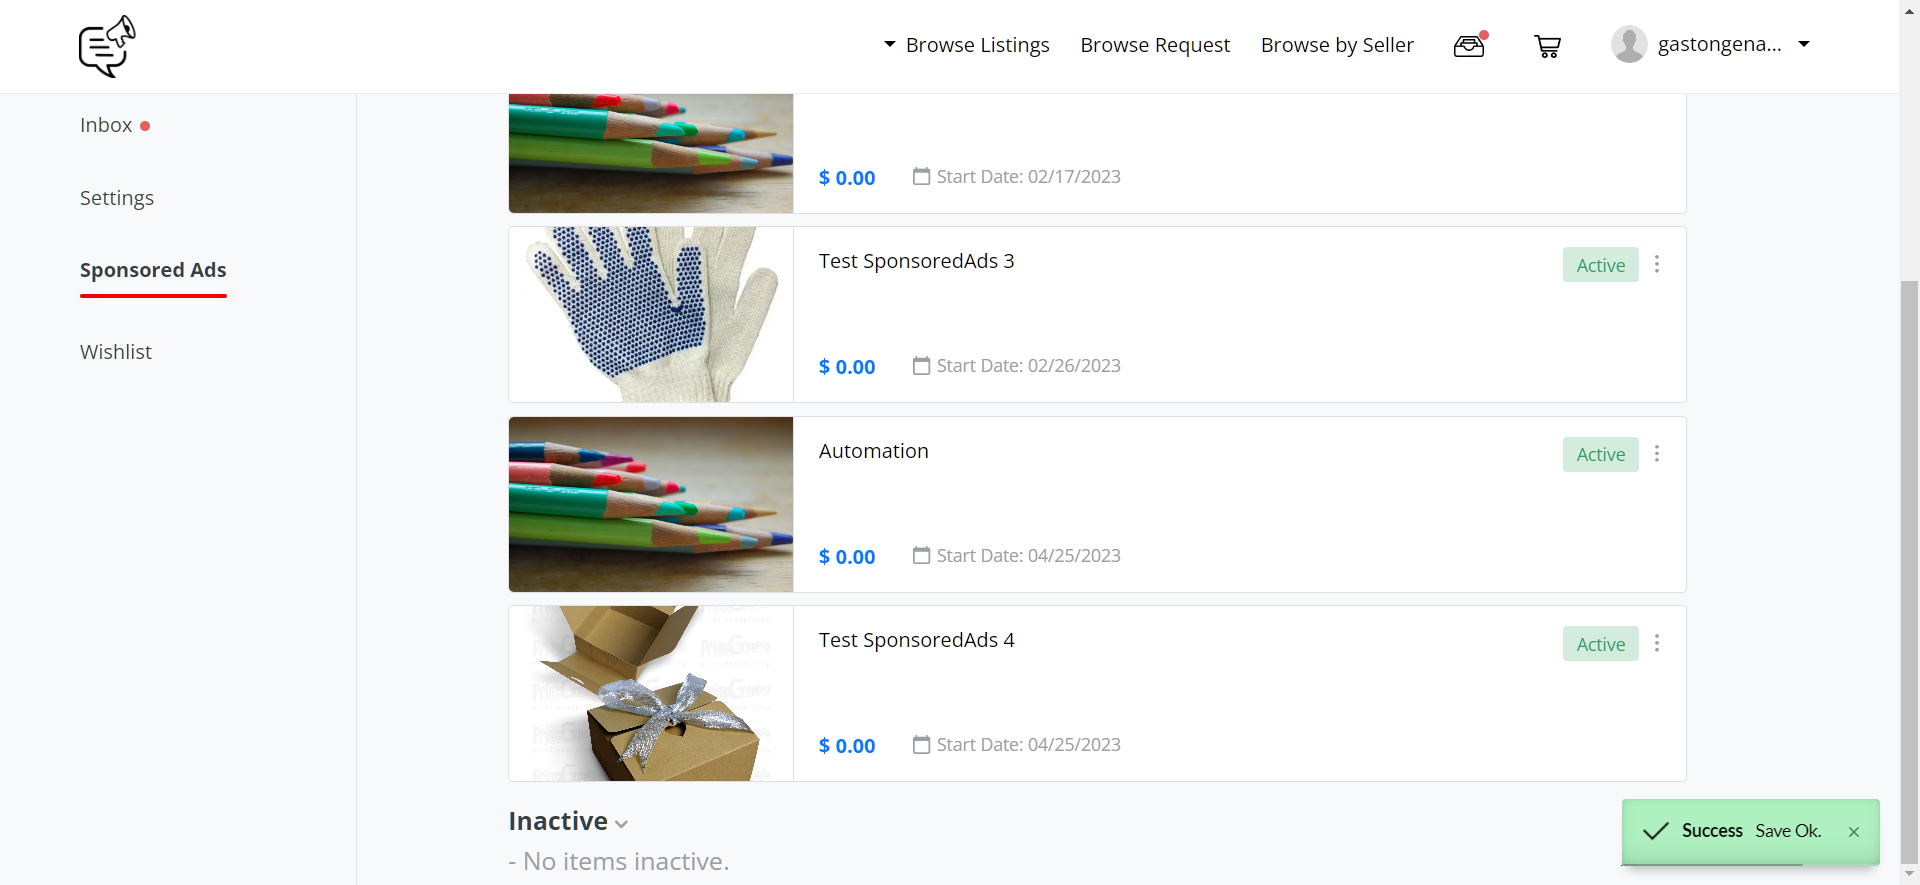 Browse Listings
Browse Request
Browse by Seller
gastongena...
Inbox
Settings
Sponsored Ads
Wishlist
$ 0.00
Start Date: 02/17/2023
Test SponsoredAds 3
Active
$ 0.00
Start Date: 02/26/2023
Automation
Active
$ 0.00
Start Date: 04/25/2023
Test SponsoredAds 4
Active
$ 0.00
Start Date: 04/25/2023
Inactive
- No items inactive.
Success Save Ok.